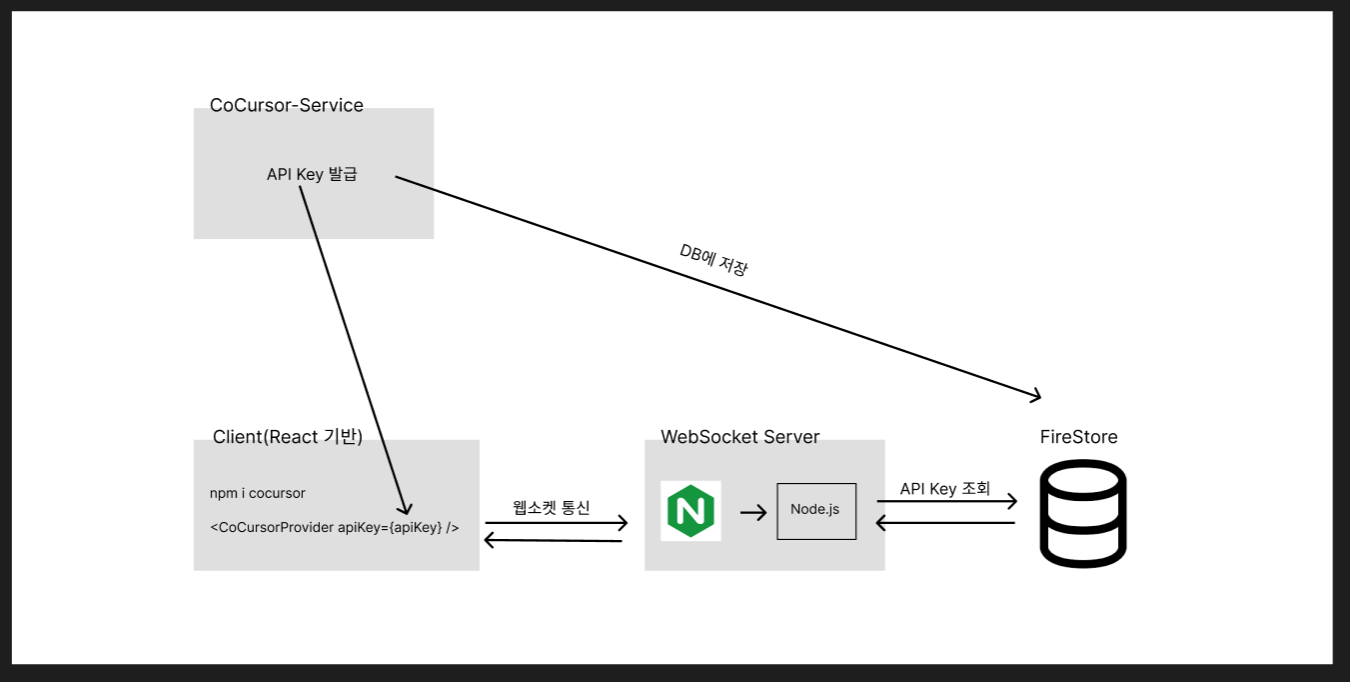 CoCursor-Service
API Key 발급
DB에 저장
Client(React 기반)
npm i cocursor
<CoCursorProvider apiKey={apiKey} />
웹소켓 통신
WebSocket Server
N
Node.js
API Key 조회
FireStore